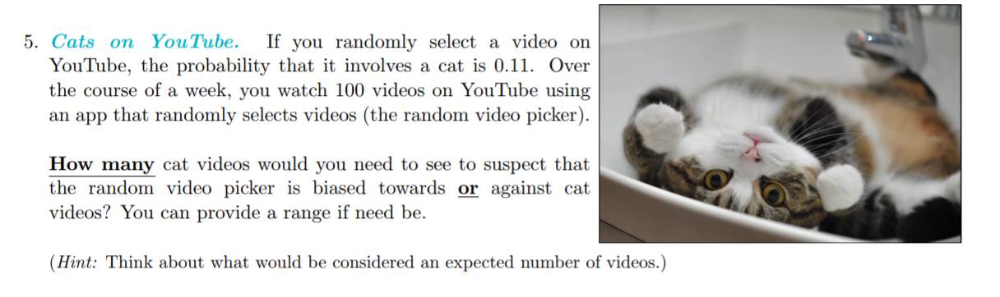 5. Cats on YouTube. If you randomly select a video on
YouTube, the probability that it involves a cat is 0.11. Over
the course of a week, you watch 100 videos on YouTube using
an app that randomly selects videos (the random video picker).
How many cat videos would you need to see to suspect that
the random video picker is biased towards or against cat
videos? You can provide a range if need be.
(Hint: Think about what would be considered an expected number of videos.)